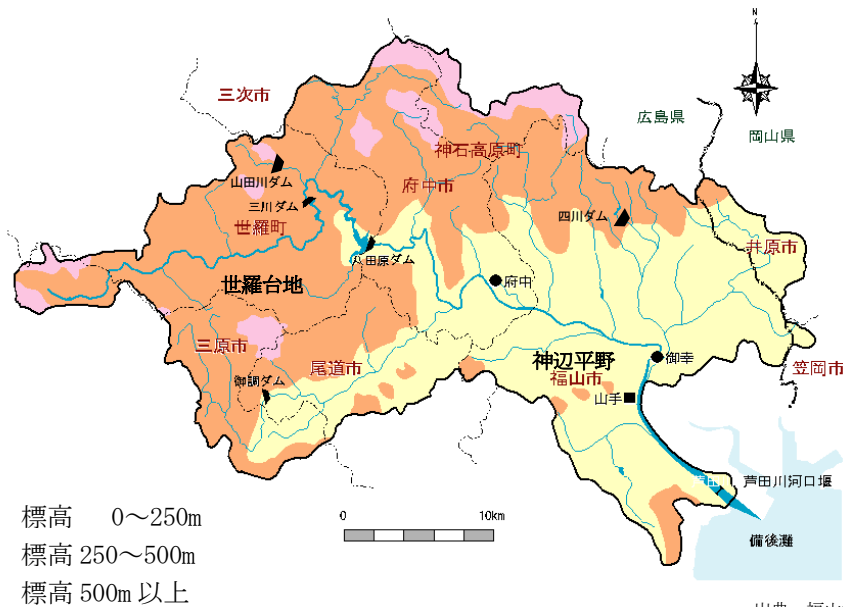 N
三次市
広島県
岡山県
神石高原町
山田川ダム
府中市
三川ダム
四川ダム
世羅町
井原市
八田原ダム
世羅台地
府中
三原市
神辺平野
御幸
尾道市
福山市
笠岡市
御調ダム
山手
芦田川河口堰
標高 0～250m
0 10km
備後灘
標高 250～500m
標高 500m 以上